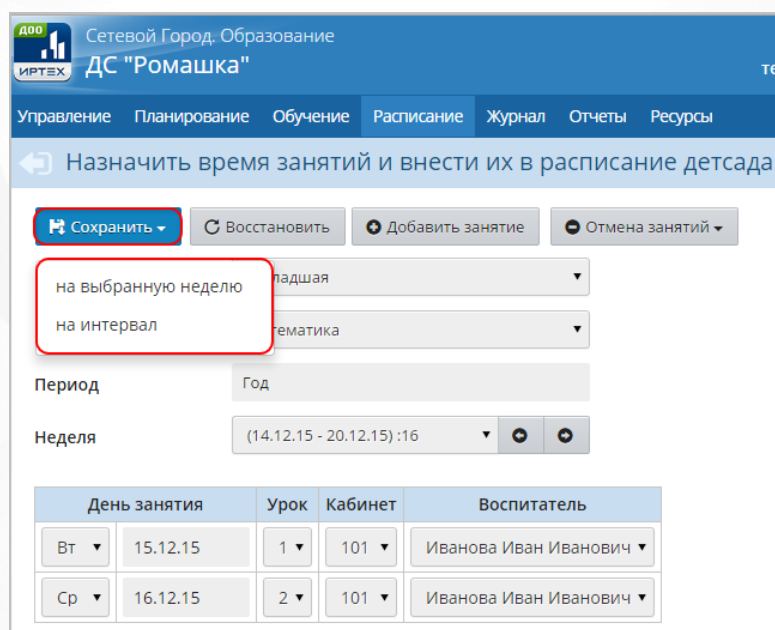 ДОО
ИРТЕХ
Сетевой Город. Образование
ДС "Ромашка"
Управление Планирование Обучение Расписание Журнал Отчеты Ресурсы
Назначить время занятий и внести их в расписание детсада
Сохранить Восстановить Добавить занятие Отмена занятий
на выбранную неделю
на интервал
Период Год
Неделя (14.12.15 - 20.12.15) :16
День занятия Урок Кабинет Воспитатель
Вт 15.12.15 1 101 Иванова Иван Иванович
Ср 16.12.15 2 101 Иванова Иван Иванович